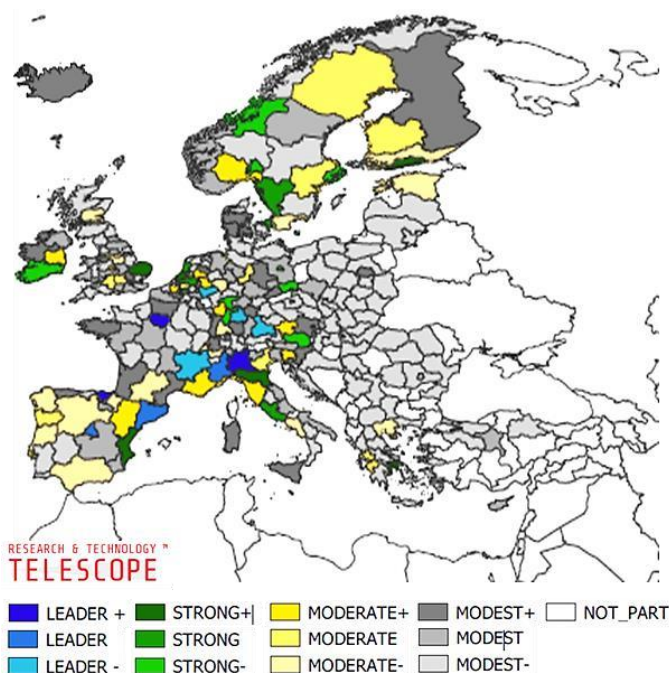 RESEARCH & TECHNOLOGY ™
TELESCOPE
LEADER + STRONG+| MODERATE+ MODEST+ NOT_PART
LEADER STRONG MODERATE MODEST
LEADER - STRONG- MODERATE- MODEST-